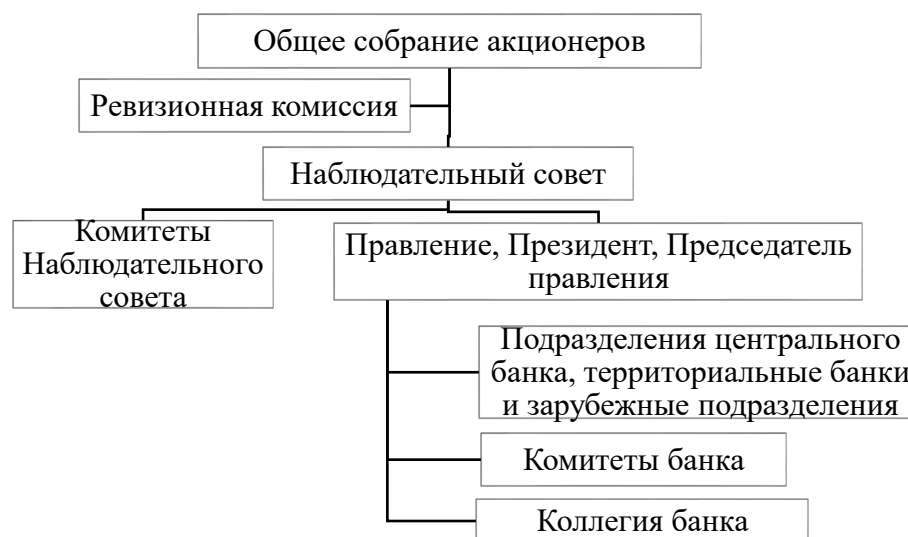 Общее собрание акционеров
Ревизионная комиссия
Наблюдательный совет
Комитеты
Наблюдательного
совета
Правление, Президент, Председатель
правления
Подразделения центрального
банка, территориальные банки
и зарубежные подразделения
Комитеты банка
Коллегия банка